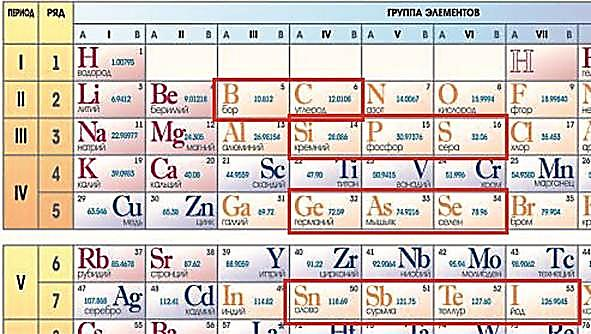 ПЕРИОД РЯД ГРУППА ЭЛЕМЕНТОВ
А I В А II В А III В А IV В А V В А VI В А VII В
I 1 H 1.00795 1 водород H
II 2 Li 6.9412 3 литий Be 9.01218 4 бериллий B 10.812 5 бор C 12.0108 6 углерод N 14.0067 7 азот O 15.9994 8 кислород F 18.99840 9 фтор
III 3 Na 22.98977 11 натрий Mg 24.305 12 магний Al 26.98154 13 алюминий Si 28.086 14 кремний P 30.97376 15 фосфор S 32.06 16 сера Cl 35.453 17 хлор
IV 4 K 39.0983 19 калий Ca 40.08 20 кальций 21 44.9559 Sc скандий 22 47.90 Ti титан 23 50.9415 V ванадий 24 51.996 Cr хром 25 54.9380 Mn марганец
5 29 63.546 Cu медь 30 65.38 Zn цинк Ga 69.72 31 галлий Ge 72.59 32 германий As 74.9216 33 мышьяк Se 78.96 34 селен Br 79.904 35 бром
V 6 Rb 85.4678 37 рубидий Sr 87.62 38 стронций 39 88.9059 Y иттрий 40 91.22 Zr цирконий 41 92.9064 Nb ниобий 42 95.94 Mo молибден 43 98.9062 Tc технеций
7 47 107.868 Ag серебро 48 112.41 Cd кадмий In 114.82 49 индий Sn 118.69 50 олово Sb 121.75 51 сурьма Te 127.60 52 теллур I 126.9045 53 йод
Cs 55 Ba 56